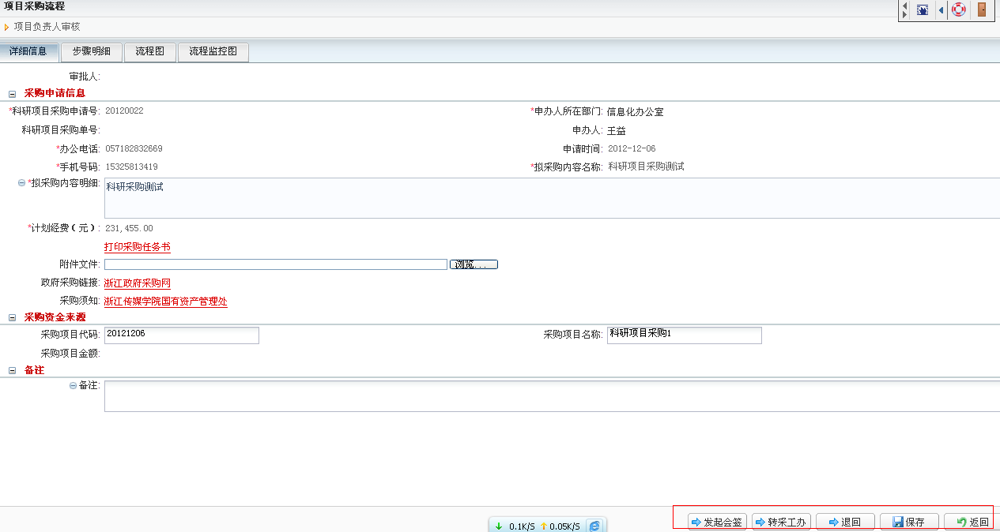 项目采购流程
项目负责人审核
详细信息 步骤明细 流程图 流程监控图
审批人:
采购申请信息
*科研项目采购申请号: 20120022 *申办人所在部门: 信息化办公室
科研项目采购单号: 申办人: 王益
*办公电话: 057182832669 申请时间: 2012-12-06
*手机号码: 15325813419 *拟采购内容名称: 科研项目采购测试
*拟采购内容明细: 科研采购测试
*计划经费(元): 231,455.00
打印采购任务书
附件文件: 浏览...
政府采购链接: 浙江政府采购网
采购须知: 浙江传媒学院国有资产管理处
采购资金来源
采购项目代码: 20121206 采购项目名称: 科研项目采购1
采购项目金额:
备注
备注:
0.1K/S 0.05K/S
发起会签 转采工办 退回 保存 返回